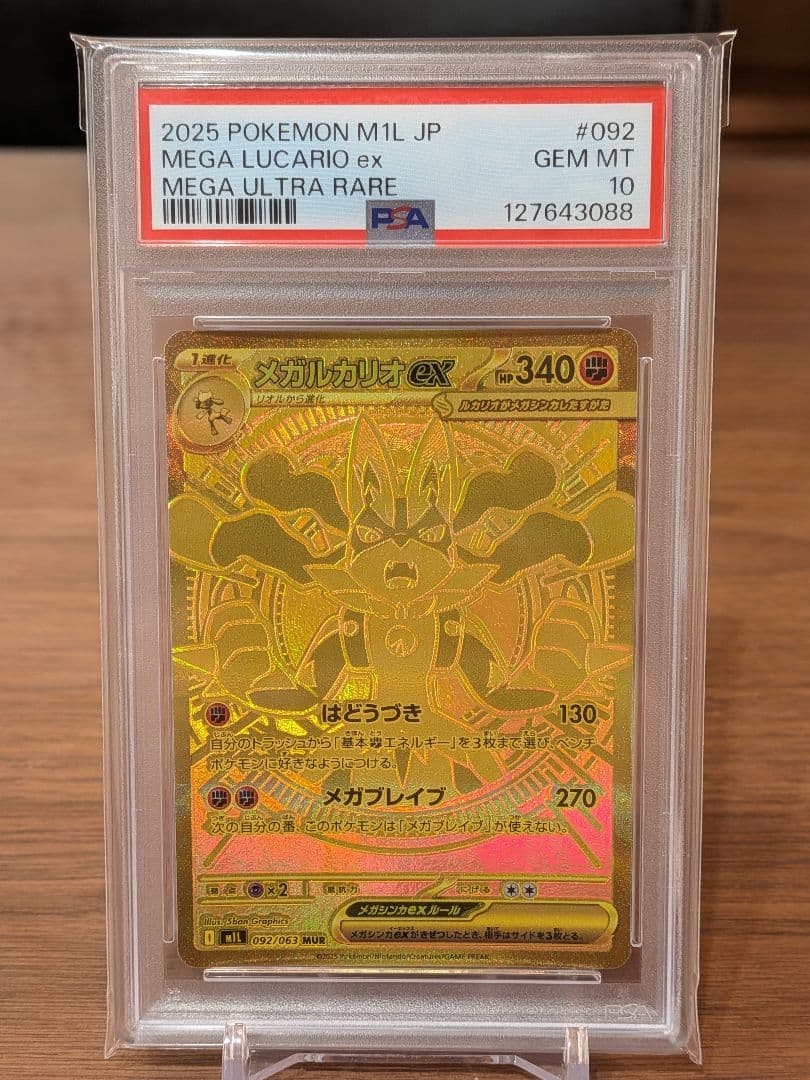 2025 POKEMON M1L JP #092
MEGA LUCARIO ex GEM MT
MEGA ULTRA RARE 10
PSA 127643088
1進化 メガルカリオex HP340
リオルから進化 ルカリオがメガシンカしたすがた
はどうづき 130
自分のトラッシュから「基本闘エネルギー」を3枚まで選び、ベンチ
ポケモンに好きなようにつける。
メガブレイブ 270
次の自分の番、このポケモンは「メガブレイブ」が使えない。
弱点 ×2 抵抗力 にげる
メガシンカexルール
メガシンカexがきぜつしたとき、相手はサイドを3枚とる。
Illus. 5ban Graphics
I M1L 092/063 MUR
©2025 Pokémon/Nintendo/Creatures/GAME FREAK
PSA